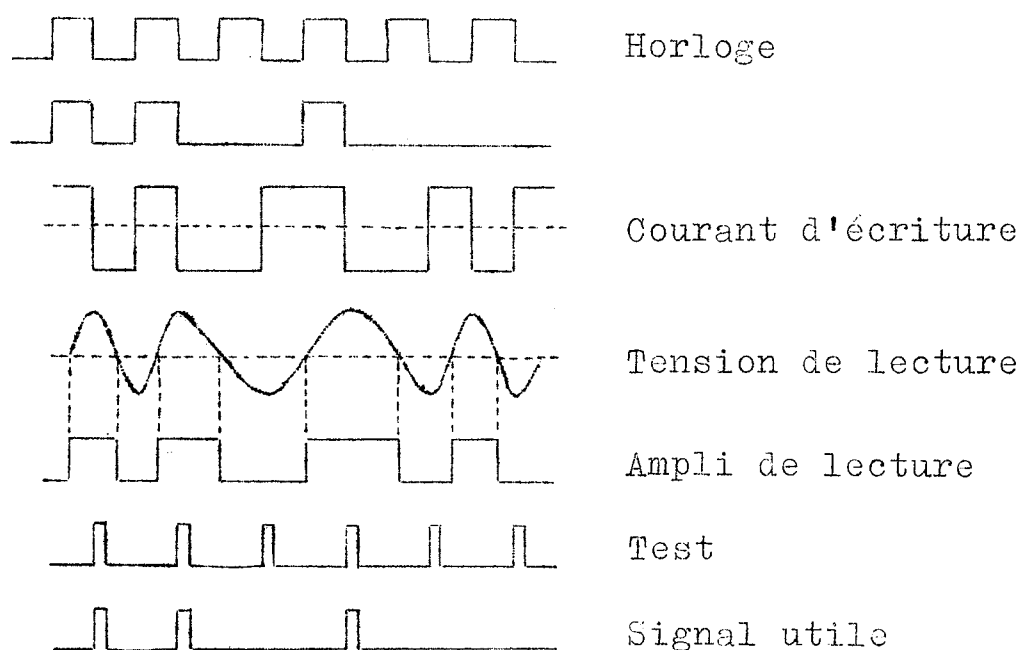 Horloge
Courant d'écriture
Tension de lecture
Ampli de lecture
Test
Signal utile